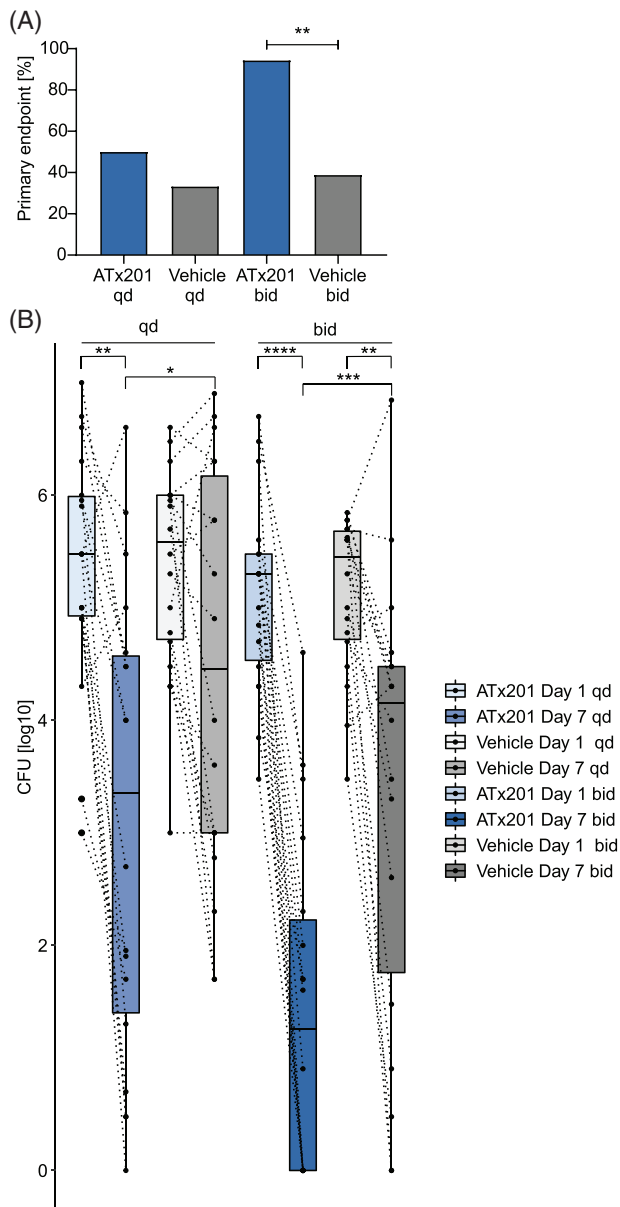 (A)
**
Primary endpoint [%]
100
80
60
40
20
0
ATx201 qd
Vehicle qd
ATx201 bid
Vehicle bid
(B)
qd
bid
**
*
****
**
***
CFU [log10]
6
4
2
0
ATx201 Day 1 qd
ATx201 Day 7 qd
Vehicle Day 1 qd
Vehicle Day 7 qd
ATx201 Day 1 bid
ATx201 Day 7 bid
Vehicle Day 1 bid
Vehicle Day 7 bid